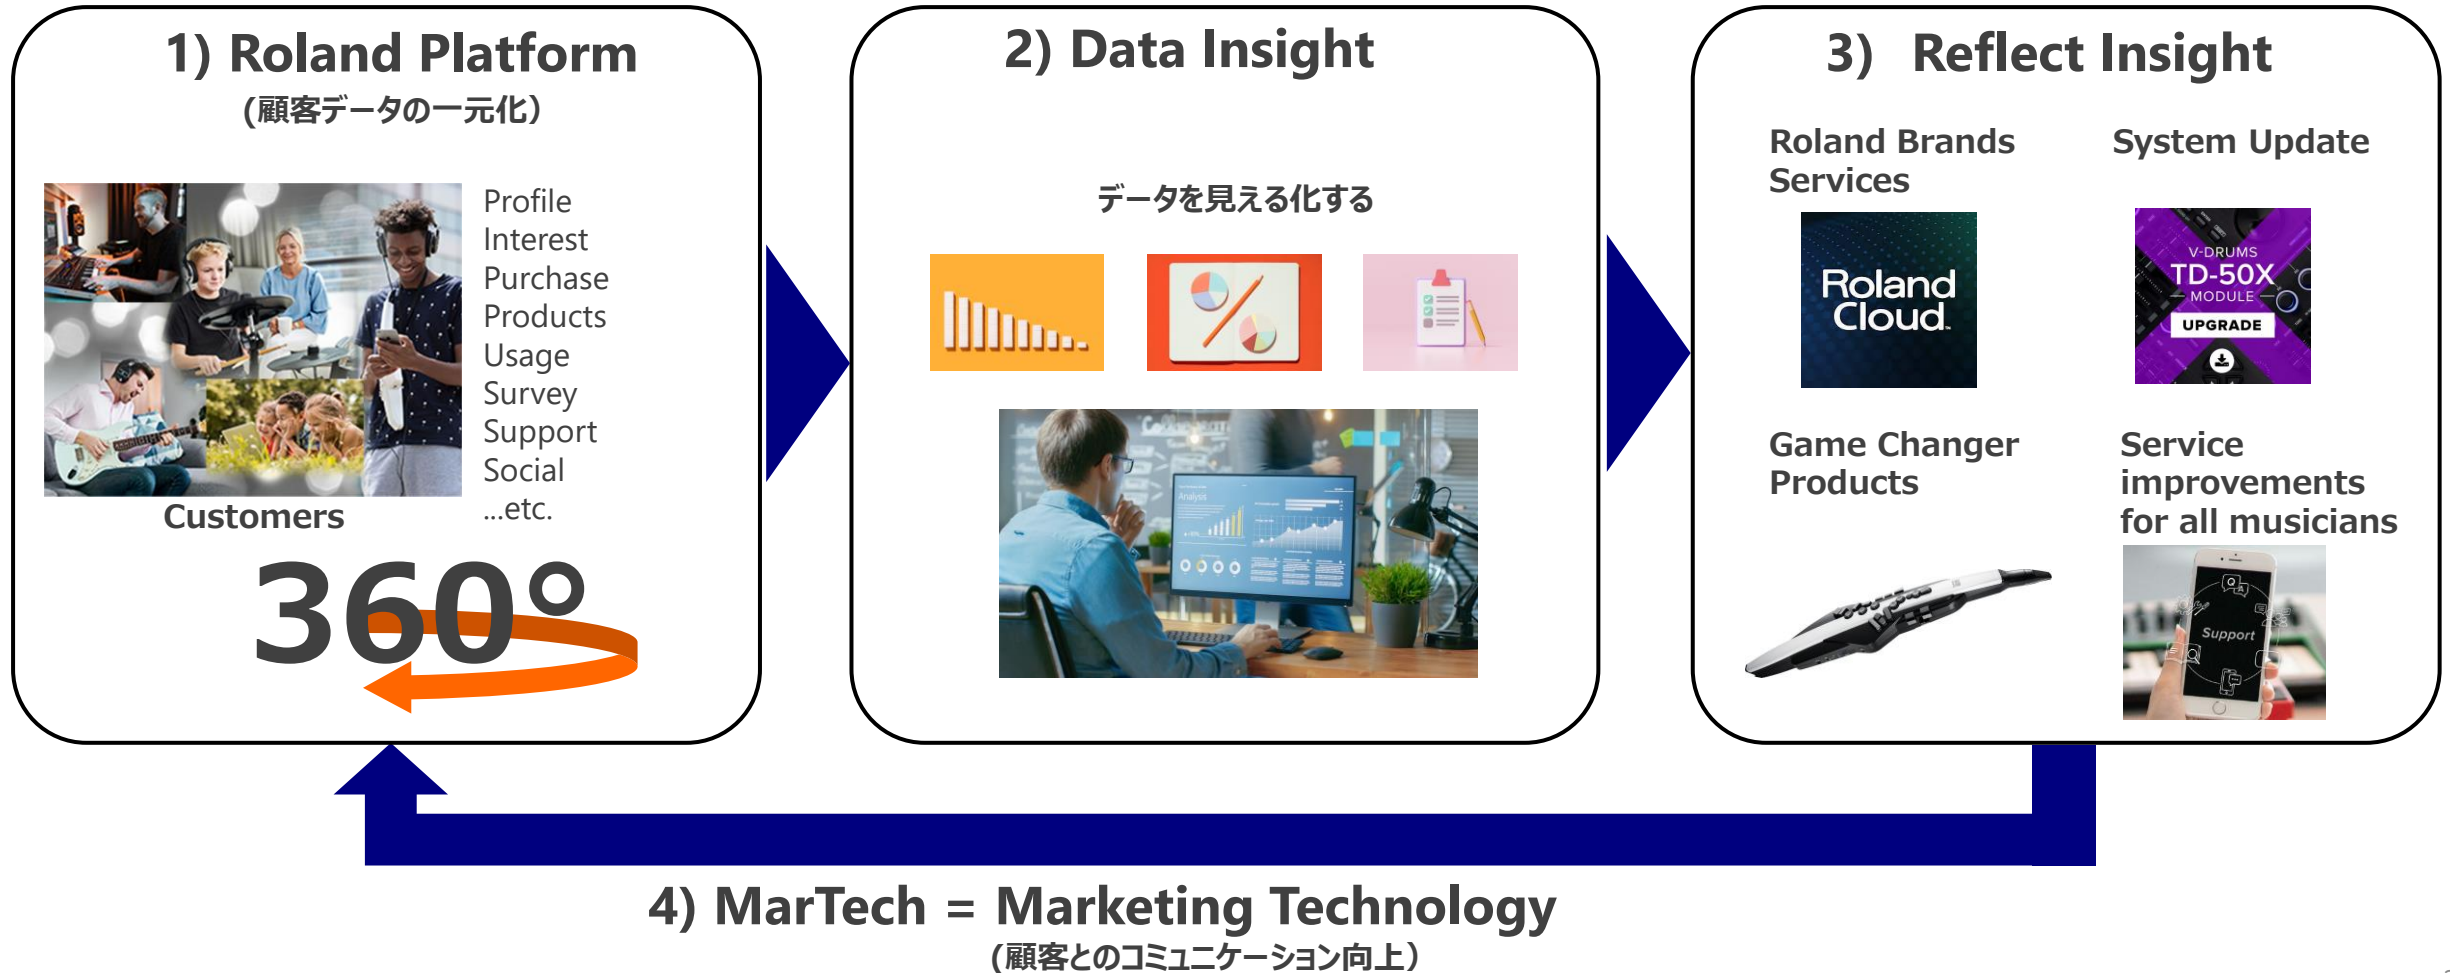 1) Roland Platform
(顧客データの一元化）
Profile
Interest
Purchase
Products
Usage
Survey
Support
Social
...etc.
Customers
360°
2) Data Insight
データを見える化する
Analysis
3) Reflect Insight
Roland Brands
Services
Roland
Cloud
System Update
V-DRUMS
TD-50X
MODULE
UPGRADE
Game Changer
Products
Service
improvements
for all musicians
Q
A
Support
4) MarTech = Marketing Technology
(顧客とのコミュニケーション向上）